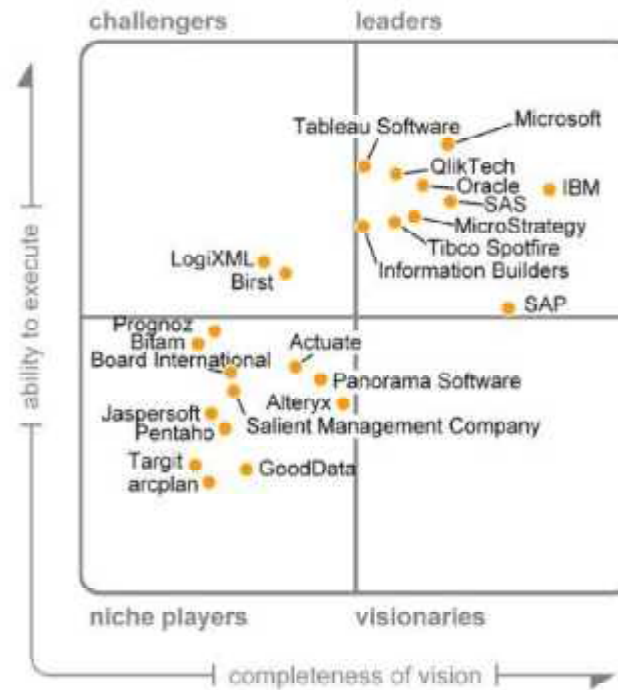 challengers
leaders
Tableau Software
Microsoft
QlikTech
Oracle
IBM
SAS
MicroStrategy
Tibco Spotfire
Information Builders
LogiXML
Birst
SAP
Prognoz
Bitam
Board International
Actuate
Panorama Software
Alteryx
Jaspersoft
Salient Management Company
Pentaho
Targit
GoodData
arcplan
niche players
visionaries
ability to execute
completeness of vision